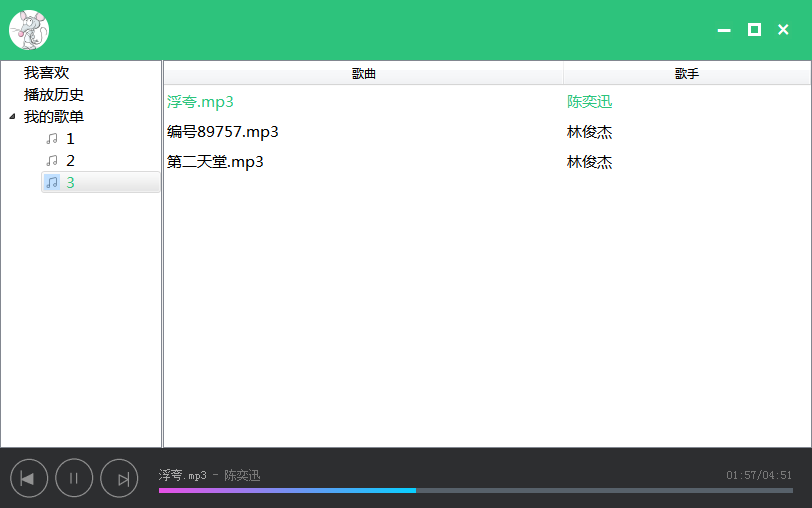 我喜欢
播放历史
我的歌单
1
2
3
歌曲 歌手
浮夸.mp3 陈奕迅
编号89757.mp3 林俊杰
第二天堂.mp3 林俊杰
浮夸.mp3 - 陈奕迅 01:57/04:51